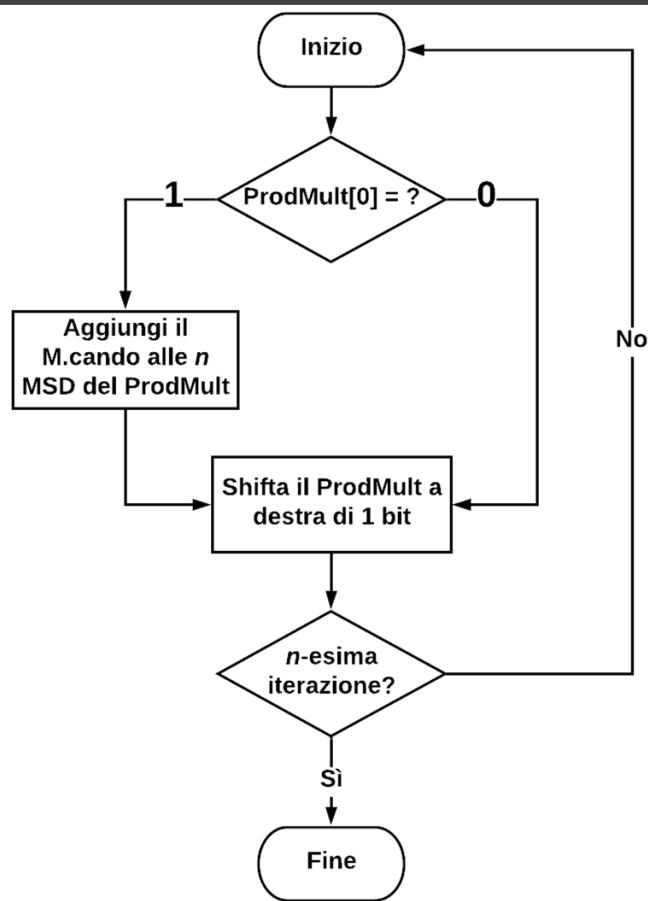 Inizio
ProdMult[0] = ?
1
0
Aggiungi il
M.cando alle n
MSD del ProdMult
No
Shifta il ProdMult a
destra di 1 bit
n-esima
iterazione?
Sì
Fine